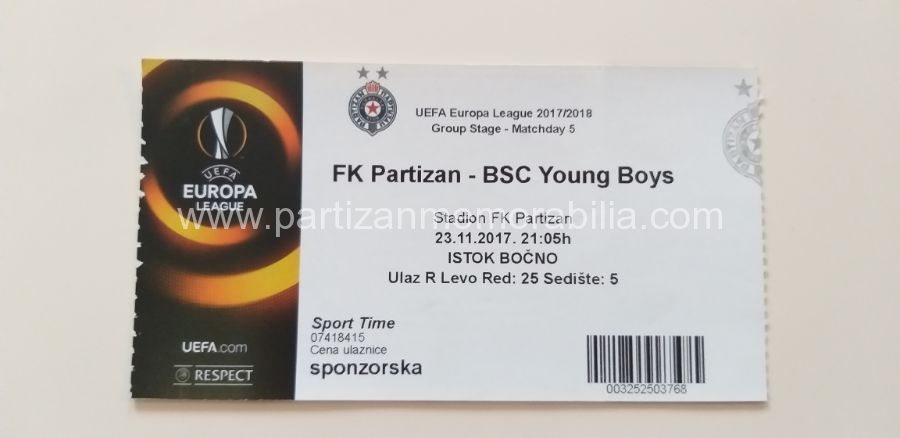 PARTIZAN
UEFA
EUROPA
LEAGUE
UEFA.com
RESPECT
UEFA Europa League 2017/2018
Group Stage - Matchday 5
FK Partizan - BSC Young Boys
www.partizanmemorabilia.com
Stadion FK Partizan
23.11.2017. 21:05h
ISTOK BOČNO
Ulaz R Levo Red: 25 Sedište: 5
Sport Time
07418415
Cena ulaznice
sponzorska
003252503768